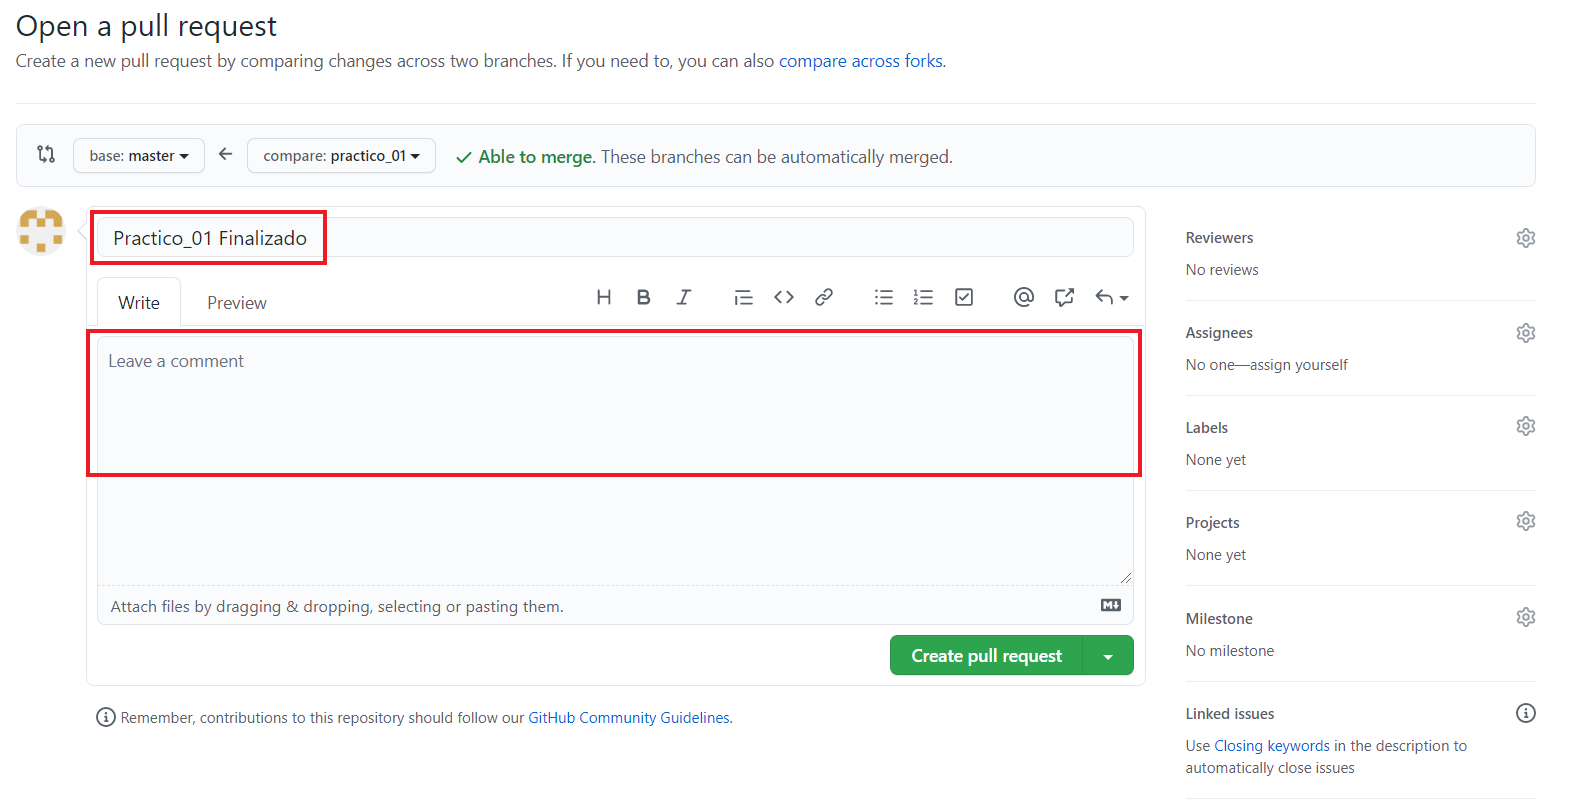 Open a pull request
Create a new pull request by comparing changes across two branches. If you need to, you can also compare across forks.
base: master
compare: practico_01
Able to merge. These branches can be automatically merged.
Practico_01 Finalizado
Write
Preview
Leave a comment
Attach files by dragging & dropping, selecting or pasting them.
Create pull request
Remember, contributions to this repository should follow our GitHub Community Guidelines.
Reviewers
No reviews
Assignees
No one—assign yourself
Labels
None yet
Projects
None yet
Milestone
No milestone
Linked issues
Use Closing keywords in the description to
automatically close issues